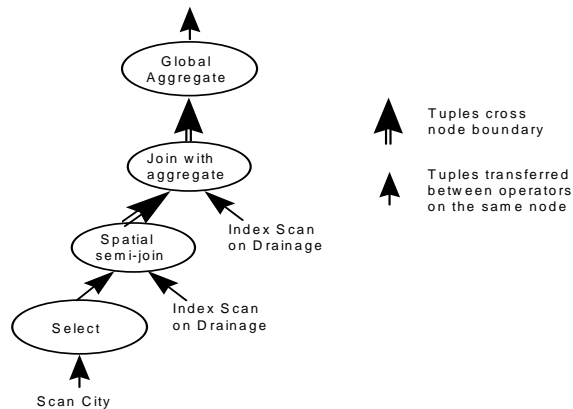 Global
Aggregate
Tuples cross
node boundary
Join with
aggregate
Tuples transferred
between operators
on the same node
Index Scan
on Drainage
Spatial
semi-join
Index Scan
on Drainage
Select
Scan City